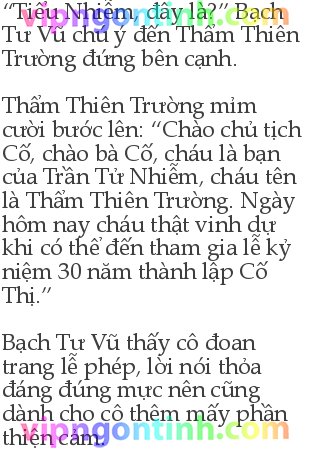 “Tiểu Nhiễm, đây là?” Bạch
Tư Vũ chú ý đến Thẩm Thiên
Trường đứng bên cạnh.
Thẩm Thiên Trường mỉm
cười bước lên: “Chào chủ tịch
Cố, chào bà Cố, cháu là bạn
của Trần Tử Nhiễm, cháu tên
là Thẩm Thiên Trường. Ngày
hôm nay cháu thật vinh dự
khi có thể đến tham gia lễ kỷ
niệm 30 năm thành lập Cố
Thị.”
Bạch Tư Vũ thấy cô đoan
trang lễ phép, lời nói thỏa
đáng đúng mực nên cũng
dành cho cô thêm mấy phần
thiện cảm.
vipngontinh.com
vipngontinh.com